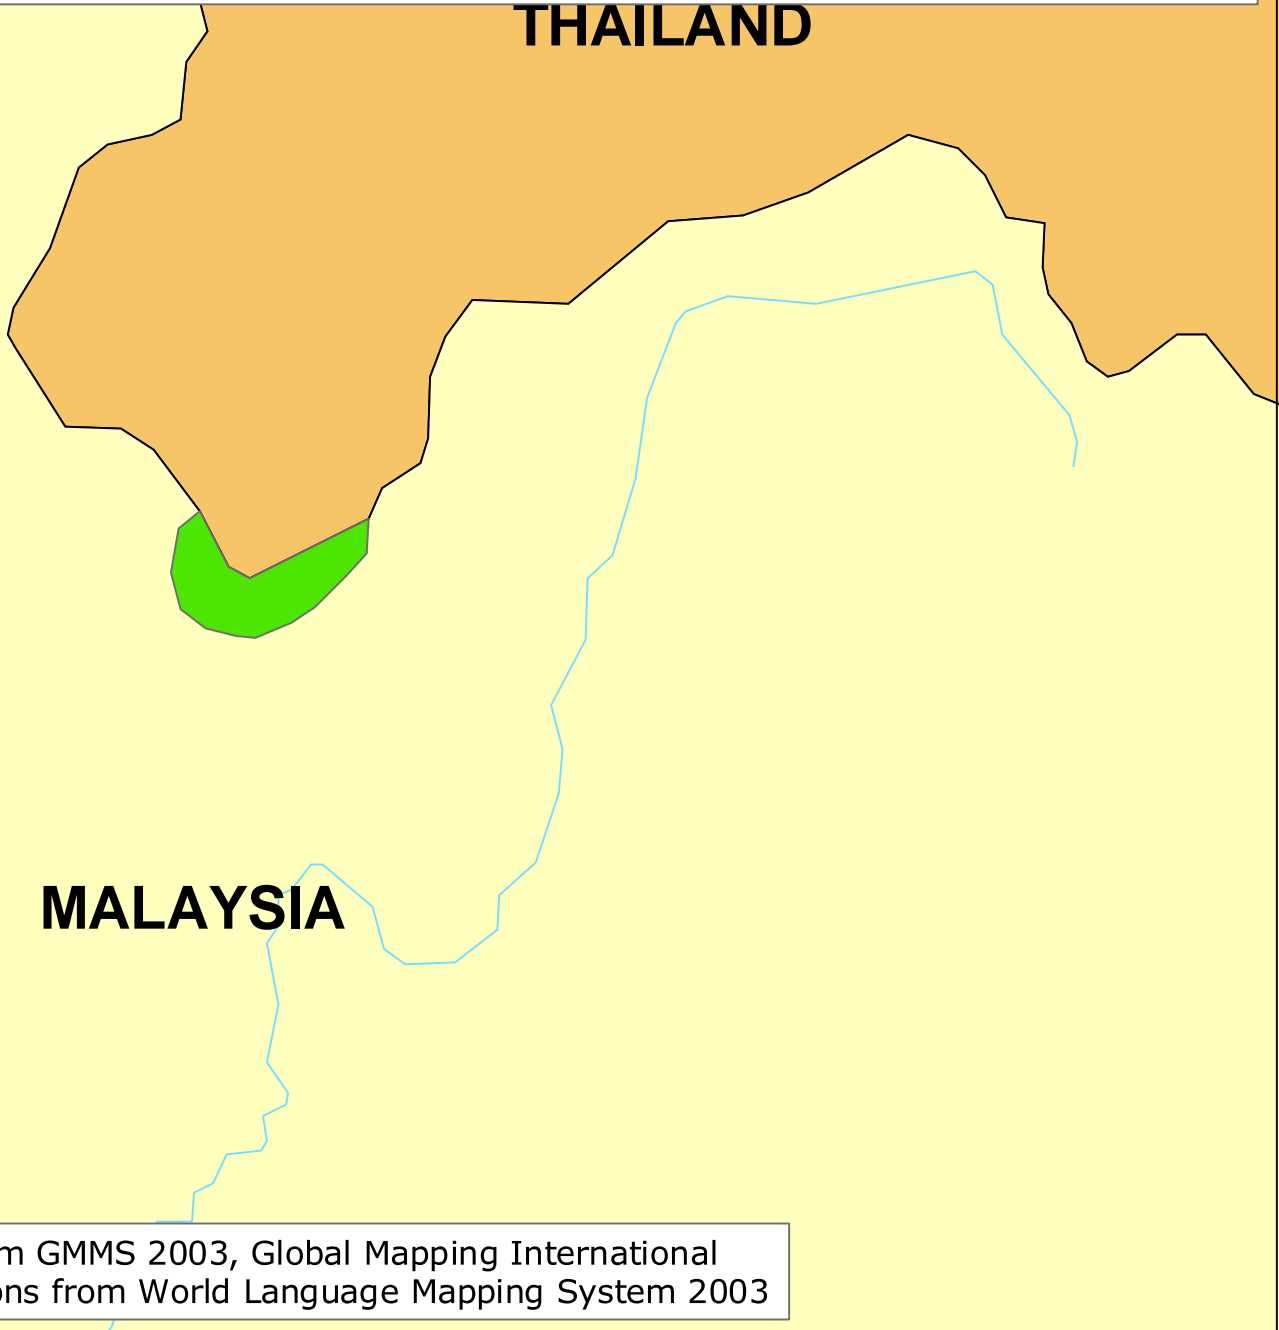 THAILAND
MALAYSIA
m GMMS 2003, Global Mapping International
ons from World Language Mapping System 2003